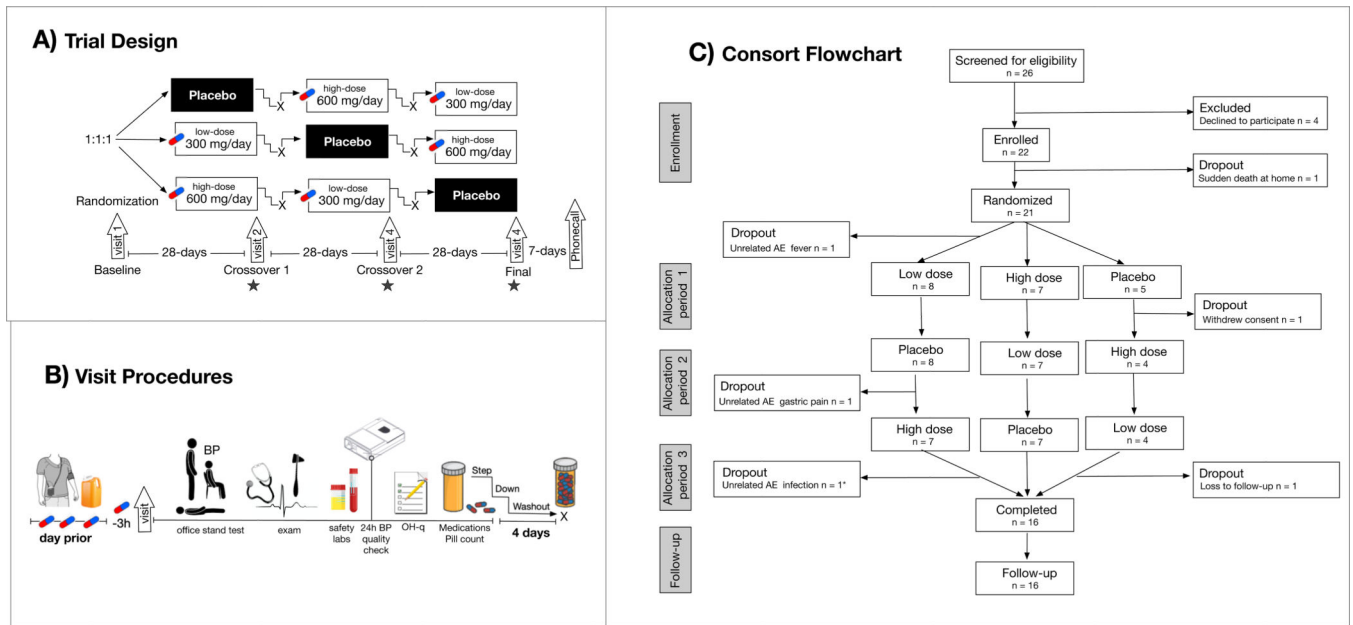 A) Trial Design
Placebo
high-dose
600 mg/day
low-dose
300 mg/day
X
X
1:1:1
low-dose
300 mg/day
Placebo
high-dose
600 mg/day
X
X
high-dose
600 mg/day
low-dose
300 mg/day
Placebo
X
X
Randomization
visit 1
visit 2
visit 4
visit 4
Phonecall
28-days
28-days
28-days
7-days
Baseline
Crossover 1
Crossover 2
Final
B) Visit Procedures
BP
Step
Down
Washout
X
-3h
visit
day prior
office stand test
exam
safety
labs
24h BP
quality
check
OH-q
Medications
Pill count
4 days
C) Consort Flowchart
Screened for eligibility
n = 26
Enrollment
Excluded
Declined to participate n = 4
Enrolled
n = 22
Dropout
Sudden death at home n = 1
Randomized
n = 21
Dropout
Unrelated AE fever n = 1
Allocation
period 1
Low dose
n = 8
High dose
n = 7
Placebo
n = 5
Dropout
Withdrew consent n = 1
Allocation
period 2
Placebo
n = 8
Low dose
n = 7
High dose
n = 4
Dropout
Unrelated AE gastric pain n = 1
High dose
n = 7
Placebo
n = 7
Low dose
n = 4
Allocation
period 3
Dropout
Unrelated AE infection n = 1*
Dropout
Loss to follow-up n = 1
Completed
n = 16
Follow-up
Follow-up
n = 16